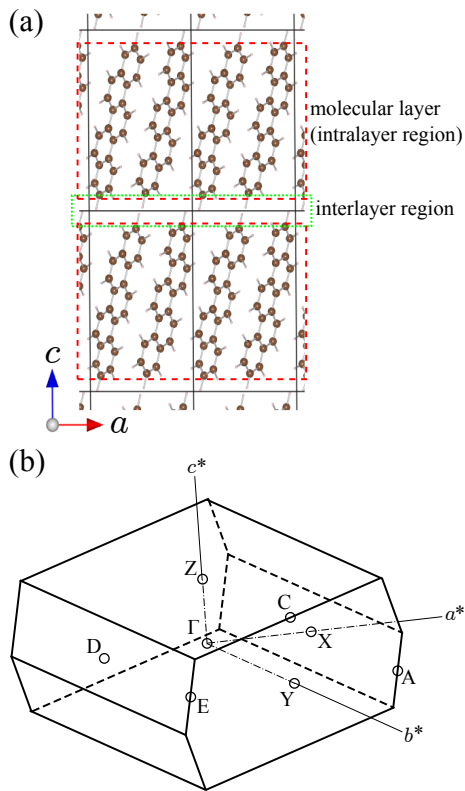 (a)
molecular layer
(intralayer region)
interlayer region
c
a
(b)
c*
Z
C
Γ
X
a*
D
A
E
Y
b*